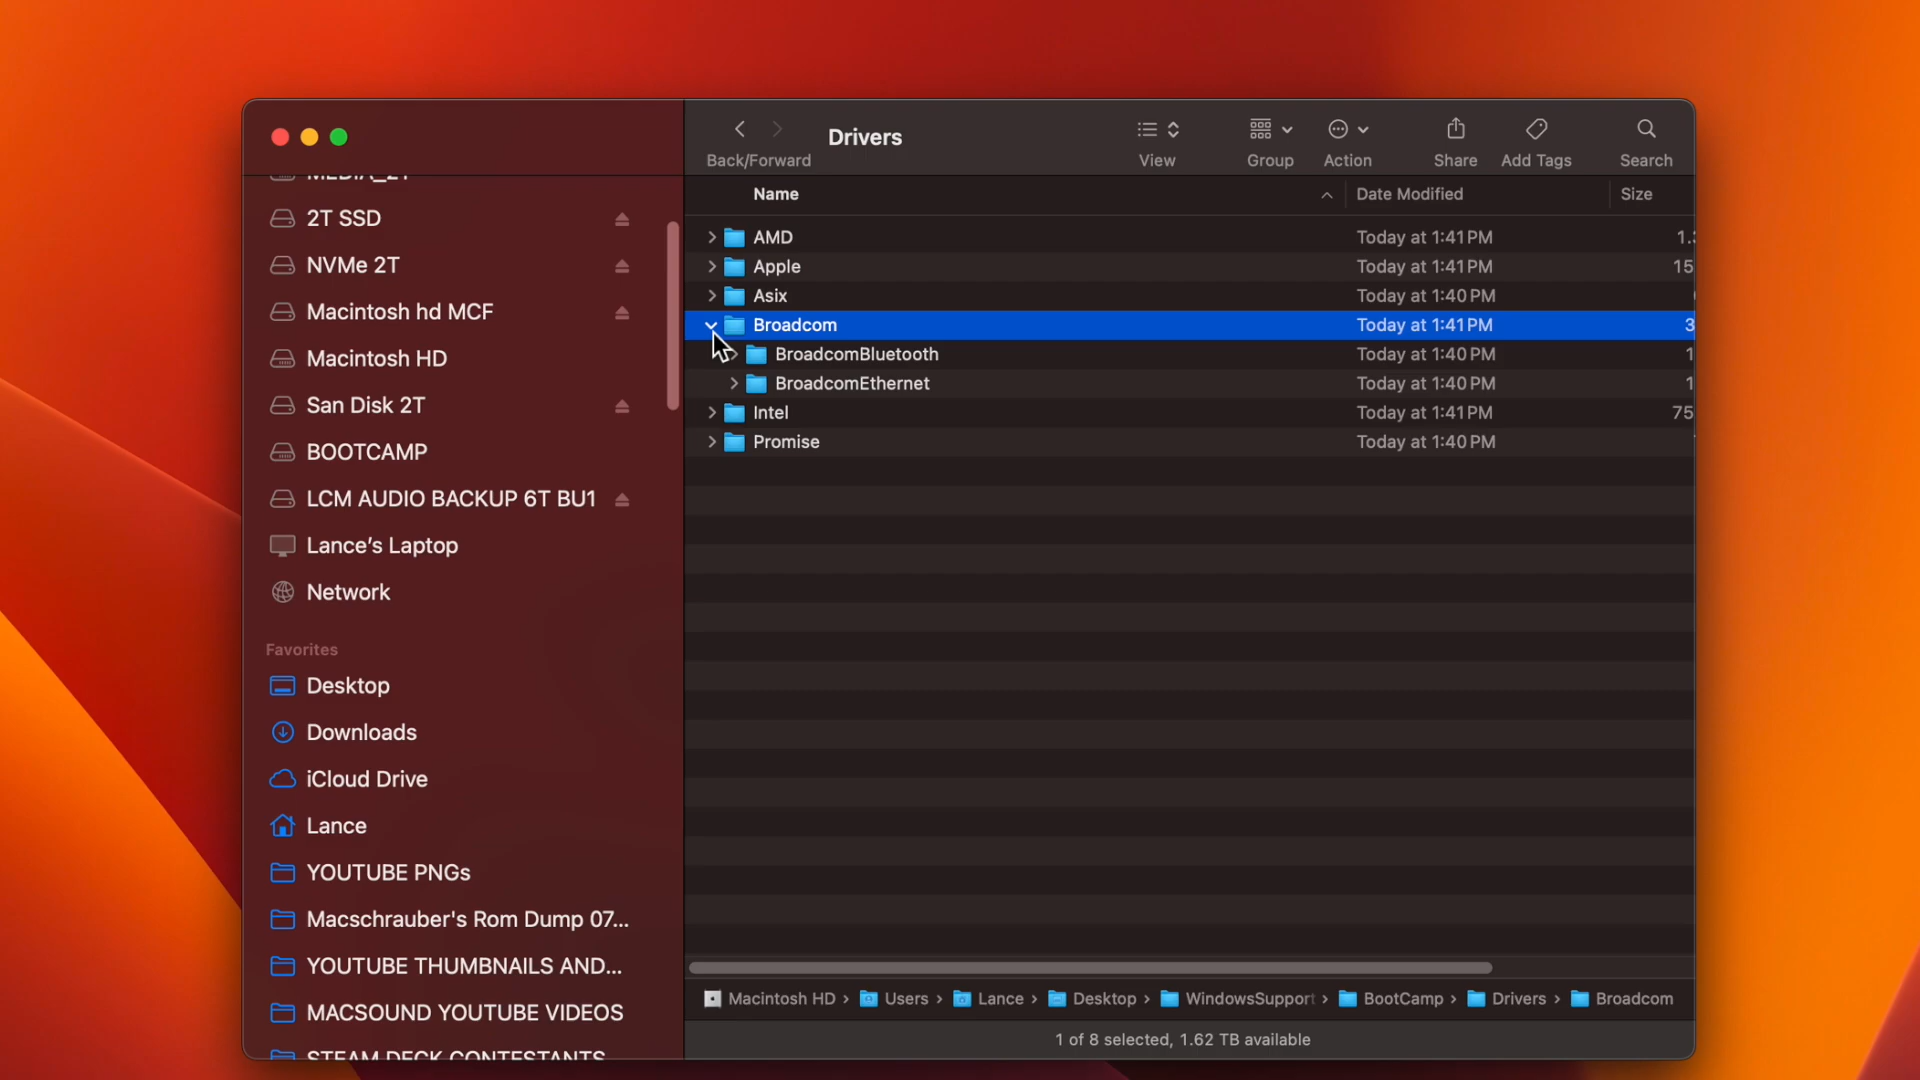 Drivers
Back/Forward
View
Group
Action
Share
Add Tags
Search
2T SSD
NVMe 2T
Macintosh hd MCF
Macintosh HD
San Disk 2T
BOOTCAMP
LCM AUDIO BACKUP 6T BU1
Lance's Laptop
Network
Favorites
Desktop
Downloads
iCloud Drive
Lance
YOUTUBE PNGs
Macschrauber's Rom Dump 07...
YOUTUBE THUMBNAILS AND...
MACSOUND YOUTUBE VIDEOS
STEAM DECK CONTESTANTS
Name Date Modified Size
AMD Today at 1:41 PM
Apple Today at 1:41 PM 15
Asix Today at 1:40 PM
Broadcom Today at 1:41 PM 3
BroadcomBluetooth Today at 1:40 PM 1
BroadcomEthernet Today at 1:40 PM 1
Intel Today at 1:41 PM 75
Promise Today at 1:40 PM
Macintosh HD › Users › Lance › Desktop › WindowsSupport › BootCamp › Drivers › Broadcom
1 of 8 selected, 1.62 TB available